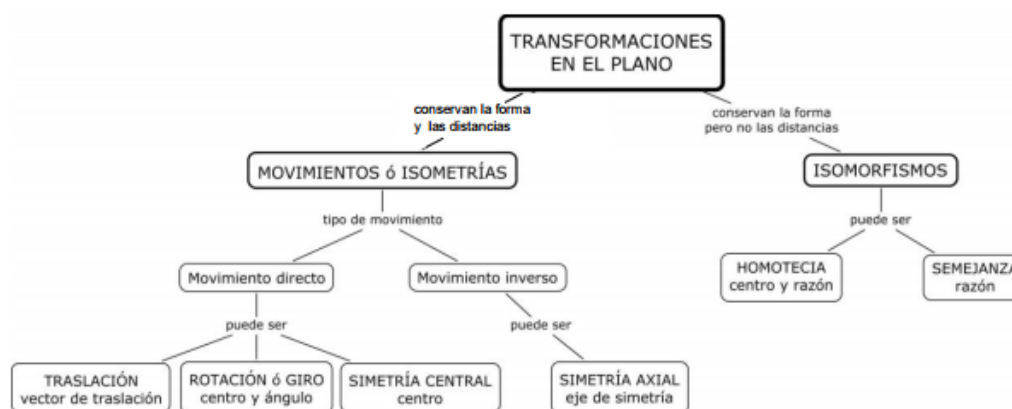 TRANSFORMACIONES
EN EL PLANO
conservan la forma
y las distancias
conservan la forma
pero no las distancias
MOVIMIENTOS ó ISOMETRÍAS
ISOMORFISMOS
tipo de movimiento
puede ser
Movimiento directo
Movimiento inverso
HOMOTECIA
centro y razón
SEMEJANZA
razón
puede ser
puede ser
TRASLACIÓN
vector de traslación
ROTACIÓN ó GIRO
centro y ángulo
SIMETRÍA CENTRAL
centro
SIMETRÍA AXIAL
eje de simetría